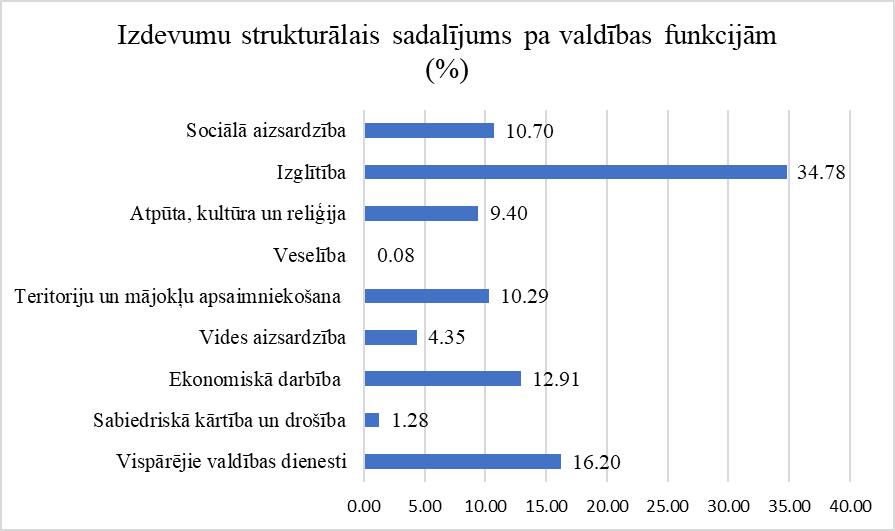 Izdevumu strukturālais sadalījums pa valdības funkcijām
(%)
Sociālā aizsardzība 10.70
Izglītība 34.78
Atpūta, kultūra un reliģija 9.40
Veselība 0.08
Teritoriju un mājokļu apsaimniekošana 10.29
Vides aizsardzība 4.35
Ekonomiskā darbība 12.91
Sabiedriskā kārtība un drošība 1.28
Vispārējie valdības dienesti 16.20
0.00 5.00 10.00 15.00 20.00 25.00 30.00 35.00 40.00